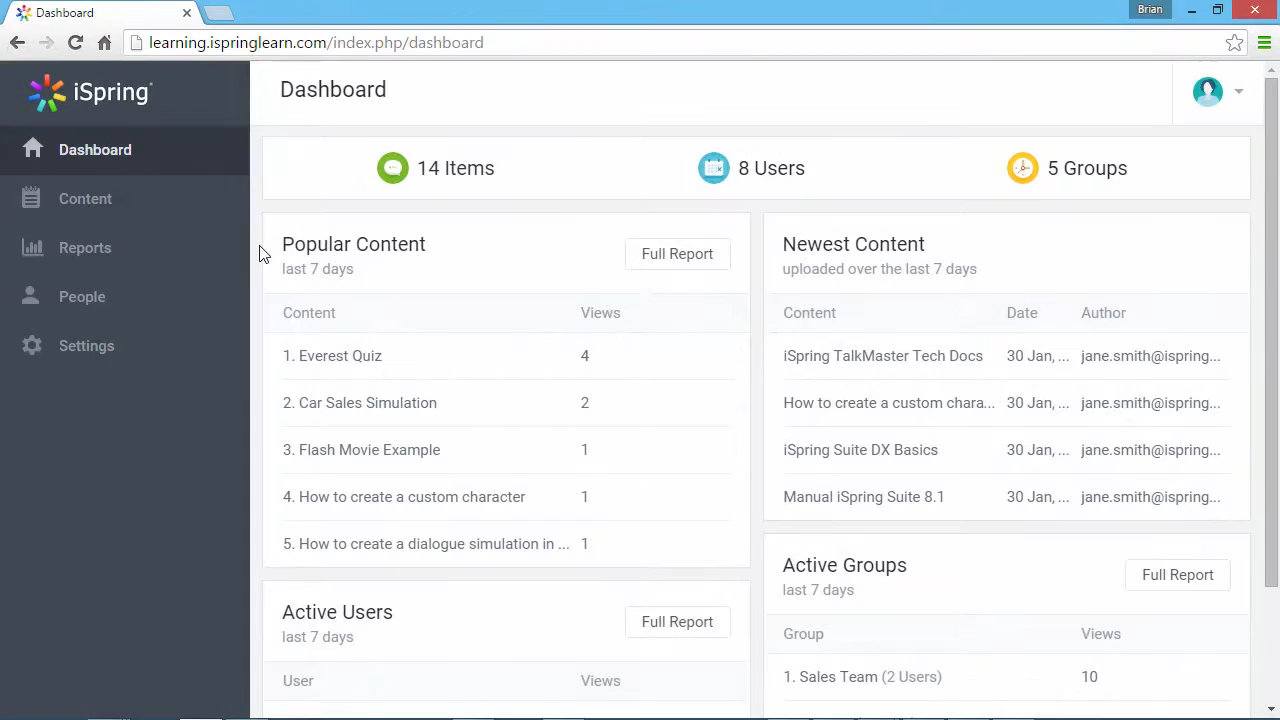 Dashboard
Brian
learning.ispringlearn.com/index.php/dashboard
iSpring
Dashboard
Content
Reports
People
Settings
Dashboard
14 Items
8 Users
5 Groups
Popular Content
last 7 days
Full Report
Content Views
1. Everest Quiz 4
2. Car Sales Simulation 2
3. Flash Movie Example 1
4. How to create a custom character 1
5. How to create a dialogue simulation in ... 1
Active Users
last 7 days
Full Report
User Views
Newest Content
uploaded over the last 7 days
Content Date Author
iSpring TalkMaster Tech Docs 30 Jan, ... jane.smith@ispring...
How to create a custom chara... 30 Jan, ... jane.smith@ispring...
iSpring Suite DX Basics 30 Jan, ... jane.smith@ispring...
Manual iSpring Suite 8.1 30 Jan, ... jane.smith@ispring...
Active Groups
last 7 days
Full Report
Group Views
1. Sales Team (2 Users) 10